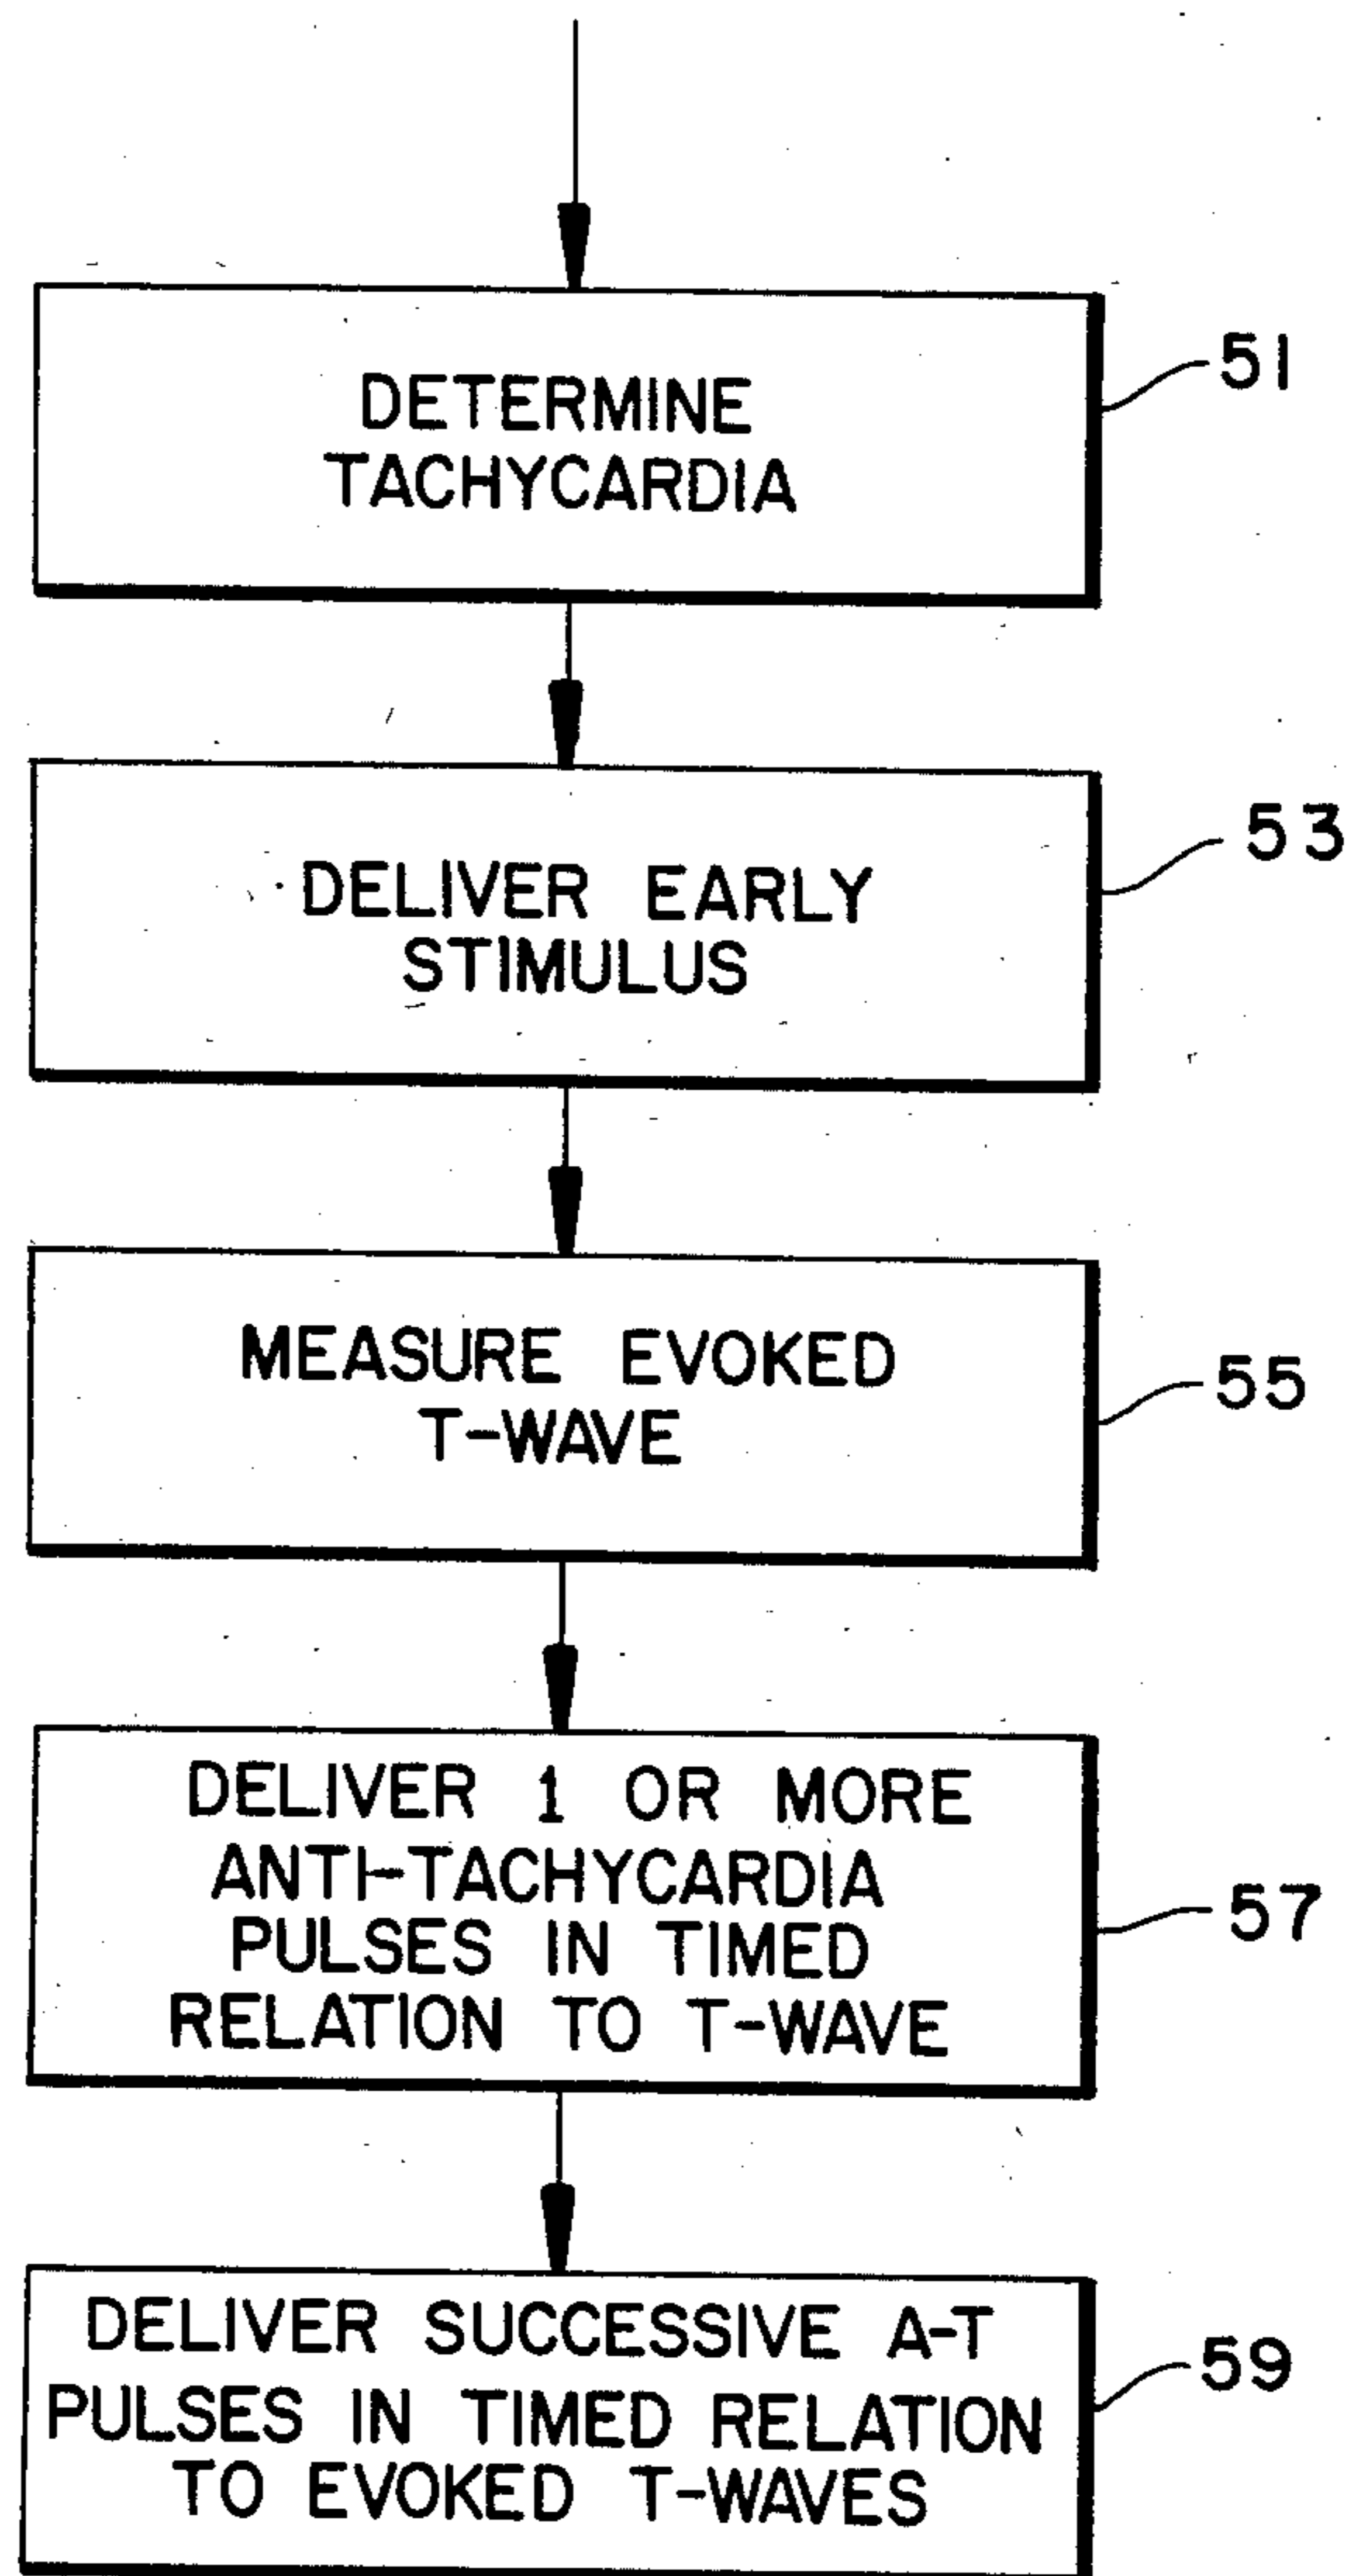 DETERMINE
TACHYCARDIA
51
DELIVER EARLY
STIMULUS
53
MEASURE EVOKED
T-WAVE
55
DELIVER 1 OR MORE
ANTI-TACHYCARDIA
PULSES IN TIMED
RELATION TO T-WAVE
57
DELIVER SUCCESSIVE A-T
PULSES IN TIMED RELATION
TO EVOKED T-WAVES
59